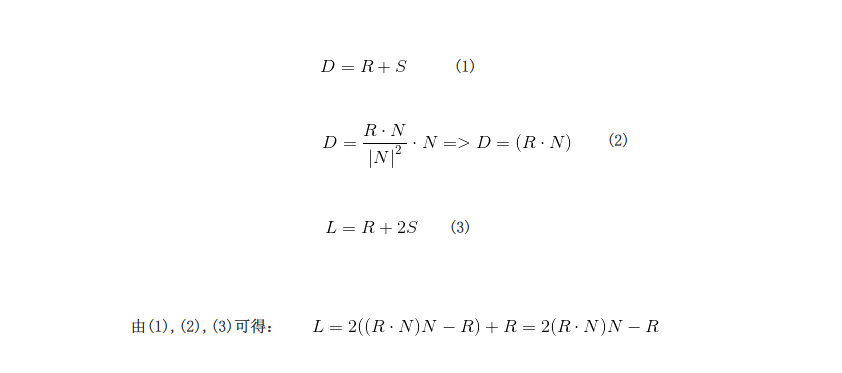 D = R + S (1)
D = \frac{R \cdot N}{|N|^2} \cdot N => D = (R \cdot N) (2)
L = R + 2S (3)
由(1),(2),(3)可得: L = 2((R \cdot N)N - R) + R = 2(R \cdot N)N - R